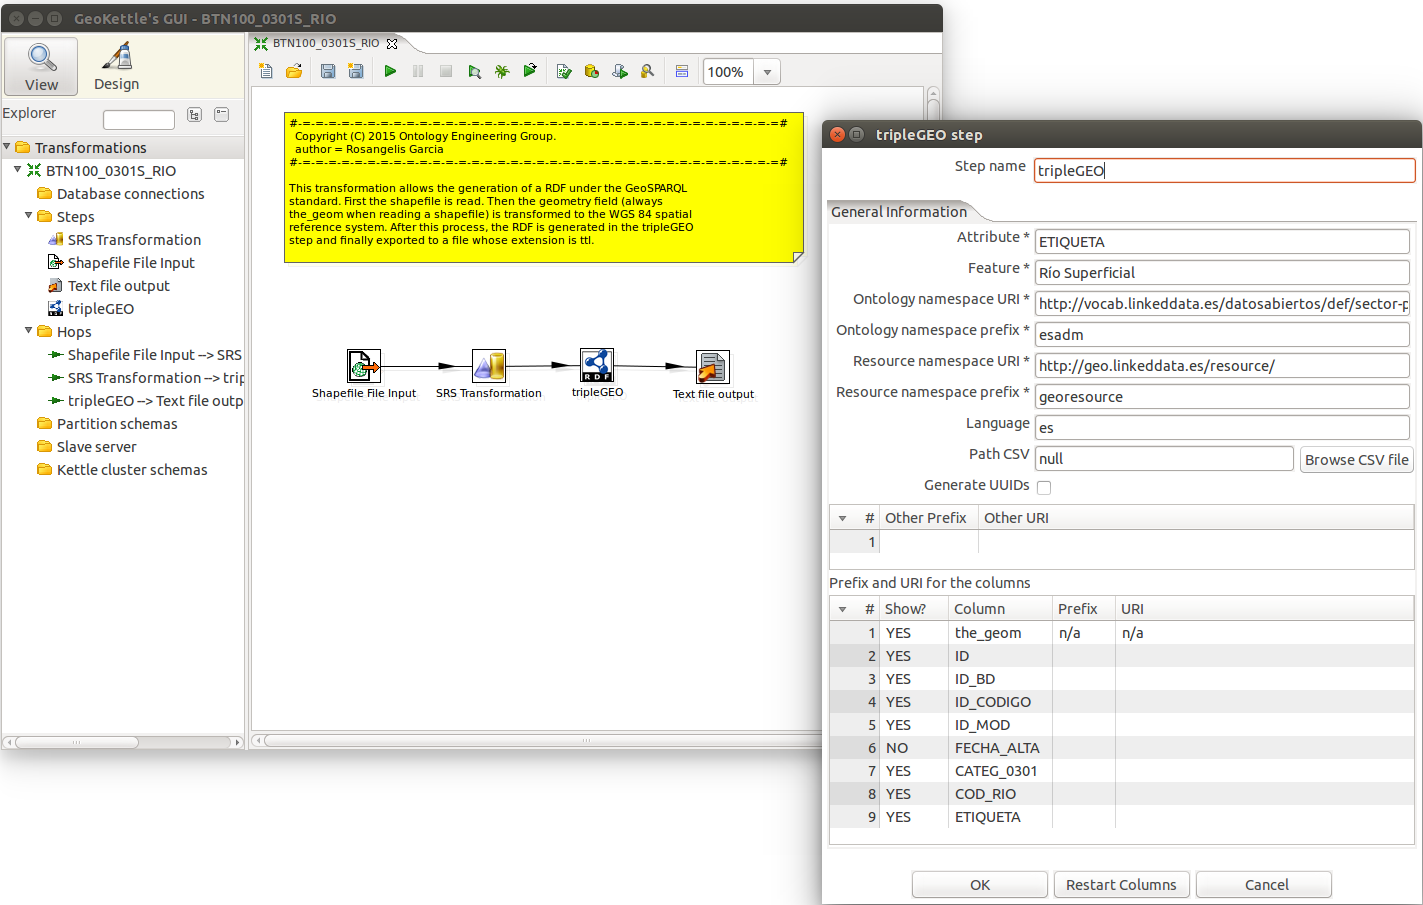 GeoKettle's GUI - BTN100_0301S_RIO
View
Design
Explorer
Transformations
BTN100_0301S_RIO
Database connections
Steps
SRS Transformation
Shapefile File Input
Text file output
tripleGEO
Hops
Shapefile File Input --> SRS
SRS Transformation --> trip
tripleGEO --> Text file outp
Partition schemas
Slave server
Kettle cluster schemas
BTN100_0301S_RIO
100%
#-=-=-=-=-=-=-=-=-=-=-=-=-=-=-=-=-=-=-=-=-=-=-=-=-=-=-=-=-=-=-=-=-=-=-=-=-=#
Copyright (C) 2015 Ontology Engineering Group.
author = Rosangelis Garcia
#-=-=-=-=-=-=-=-=-=-=-=-=-=-=-=-=-=-=-=-=-=-=-=-=-=-=-=-=-=-=-=-=-=-=-=-=-=#
This transformation allows the generation of a RDF under the GeoSPARQL
standard. First the shapefile is read. Then the geometry field (always
the_geom when reading a shapefile) is transformed to the WGS 84 spatial
reference system. After this process, the RDF is generated in the tripleGEO
step and finally exported to a file whose extension is ttl.
RDF
Shapefile File Input
SRS Transformation
tripleGEO
Text file output
tripleGEO step
Step name tripleGEO
General Information
Attribute * ETIQUETA
Feature * Río Superficial
Ontology namespace URI * http://vocab.linkeddata.es/datosabiertos/def/sector-p
Ontology namespace prefix * esadm
Resource namespace URI * http://geo.linkeddata.es/resource/
Resource namespace prefix * georesource
Language es
Path CSV null Browse CSV file
Generate UUIDs
# Other Prefix Other URI
1
Prefix and URI for the columns
# Show? Column Prefix URI
1 YES the_geom n/a n/a
2 YES ID
3 YES ID_BD
4 YES ID_CODIGO
5 YES ID_MOD
6 NO FECHA_ALTA
7 YES CATEG_0301
8 YES COD_RIO
9 YES ETIQUETA
OK Restart Columns Cancel